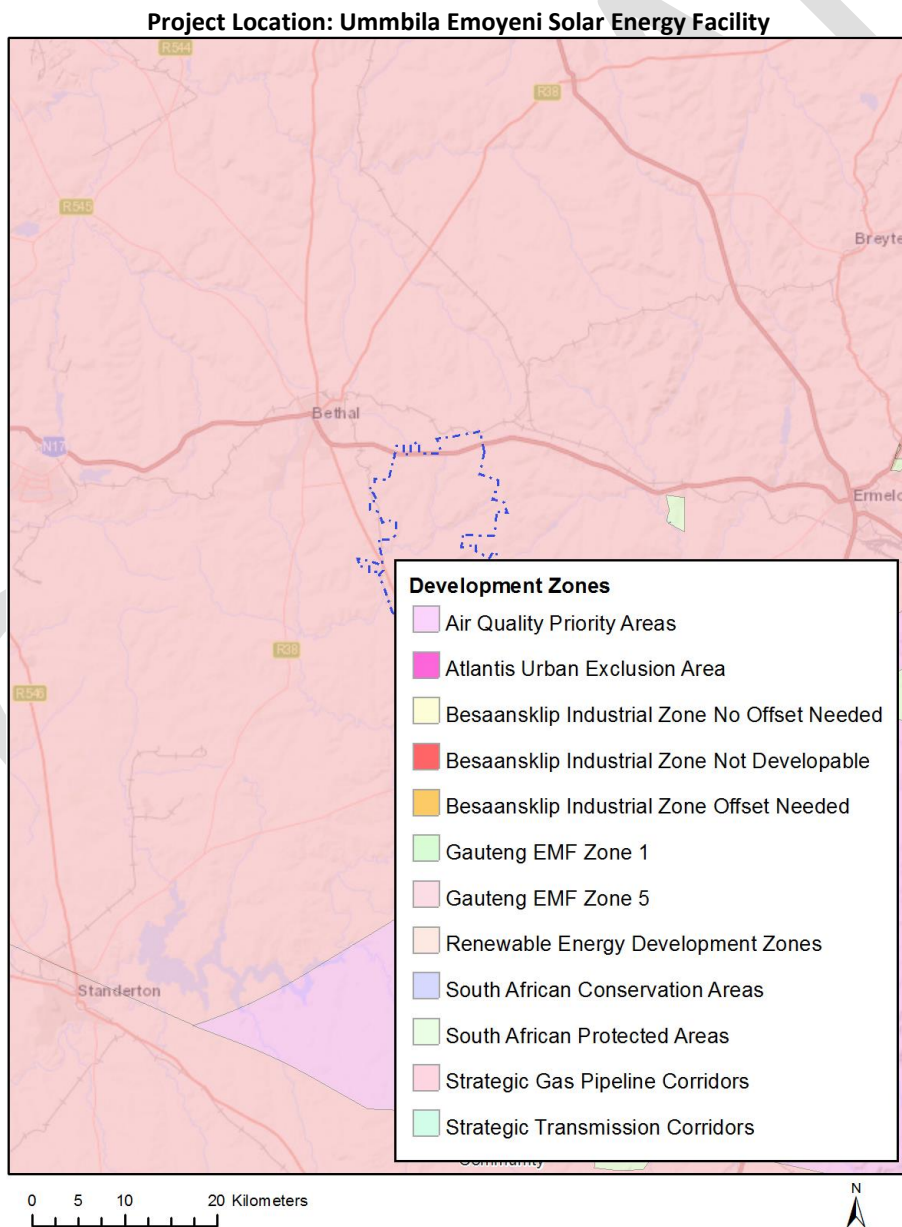 Project Location: Ummbila Emoyeni Solar Energy Facility
R544
R38
R545
Breyte
Bethal
N17
Ermelo
R38
R546
Standerton
Development Zones
Air Quality Priority Areas
Atlantis Urban Exclusion Area
Besaansklip Industrial Zone No Offset Needed
Besaansklip Industrial Zone Not Developable
Besaansklip Industrial Zone Offset Needed
Gauteng EMF Zone 1
Gauteng EMF Zone 5
Renewable Energy Development Zones
South African Conservation Areas
South African Protected Areas
Strategic Gas Pipeline Corridors
Strategic Transmission Corridors
Community
0 5 10 20 Kilometers
N